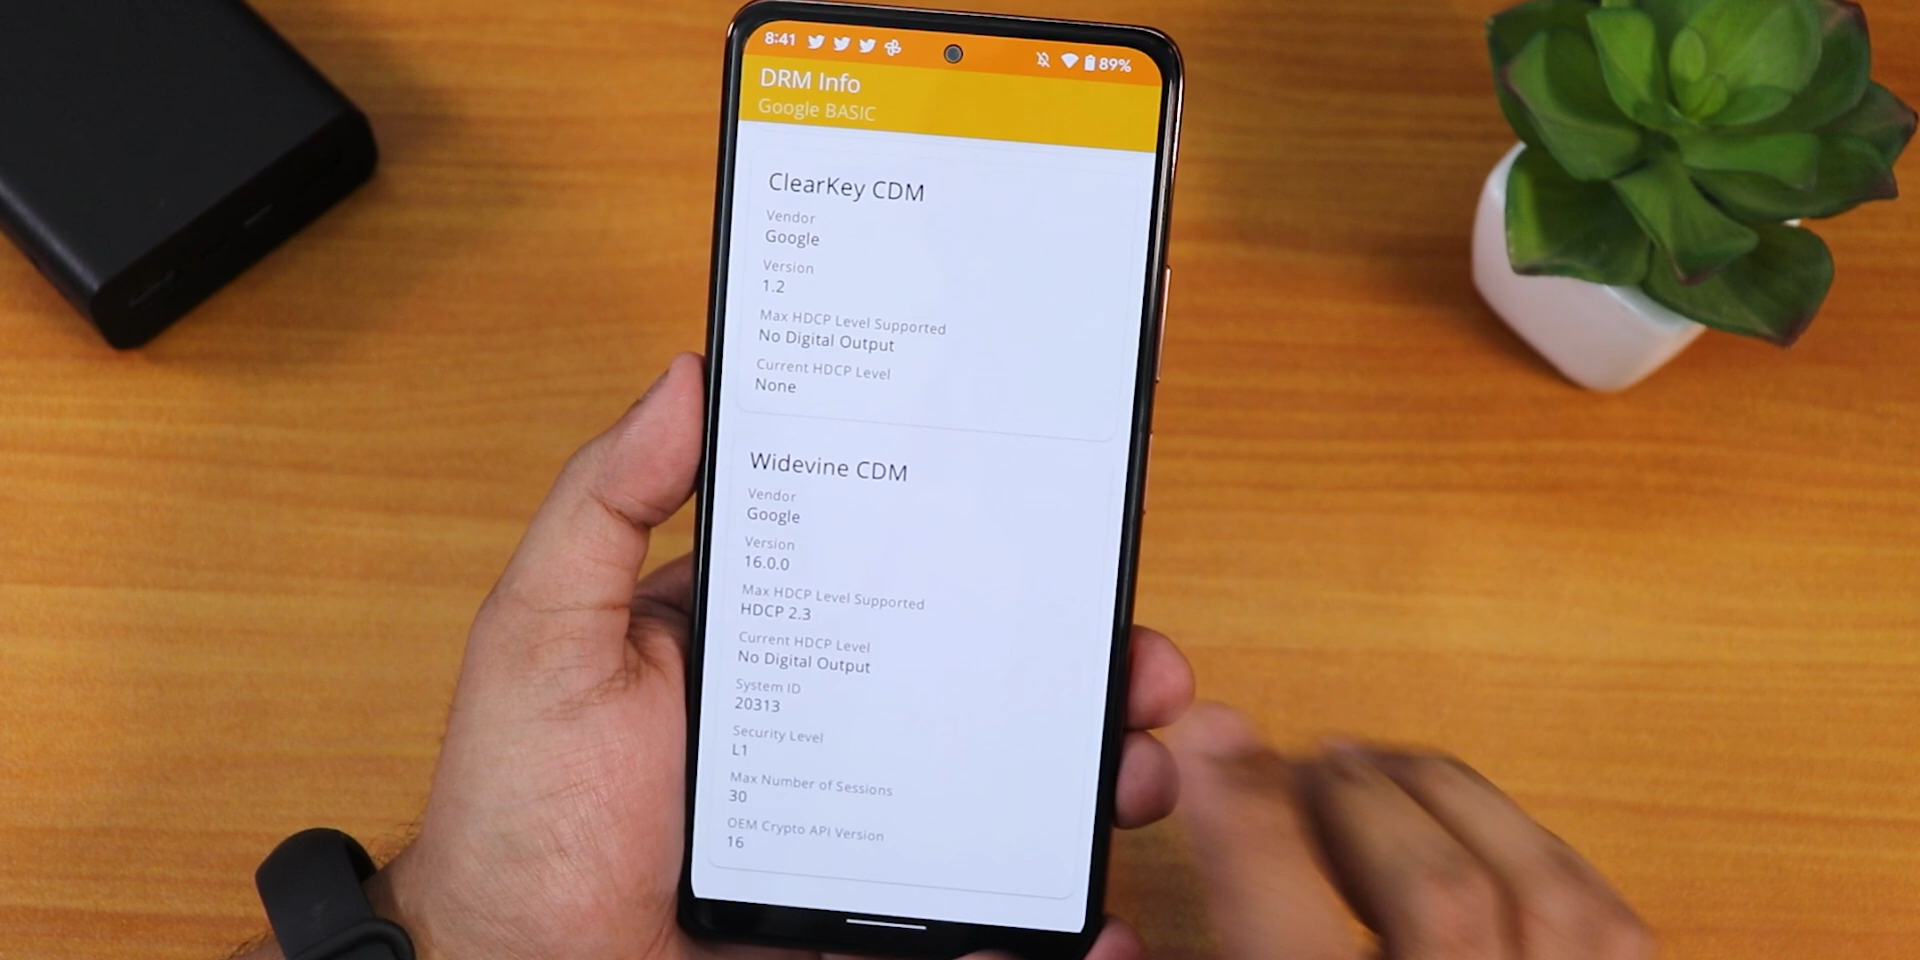 8:41 89%
DRM Info
Google BASIC
ClearKey CDM
Vendor
Google
Version
1.2
Max HDCP Level Supported
No Digital Output
Current HDCP Level
None
Widevine CDM
Vendor
Google
Version
16.0.0
Max HDCP Level Supported
HDCP 2.3
Current HDCP Level
No Digital Output
System ID
20313
Security Level
L1
Max Number of Sessions
30
OEM Crypto API Version
16